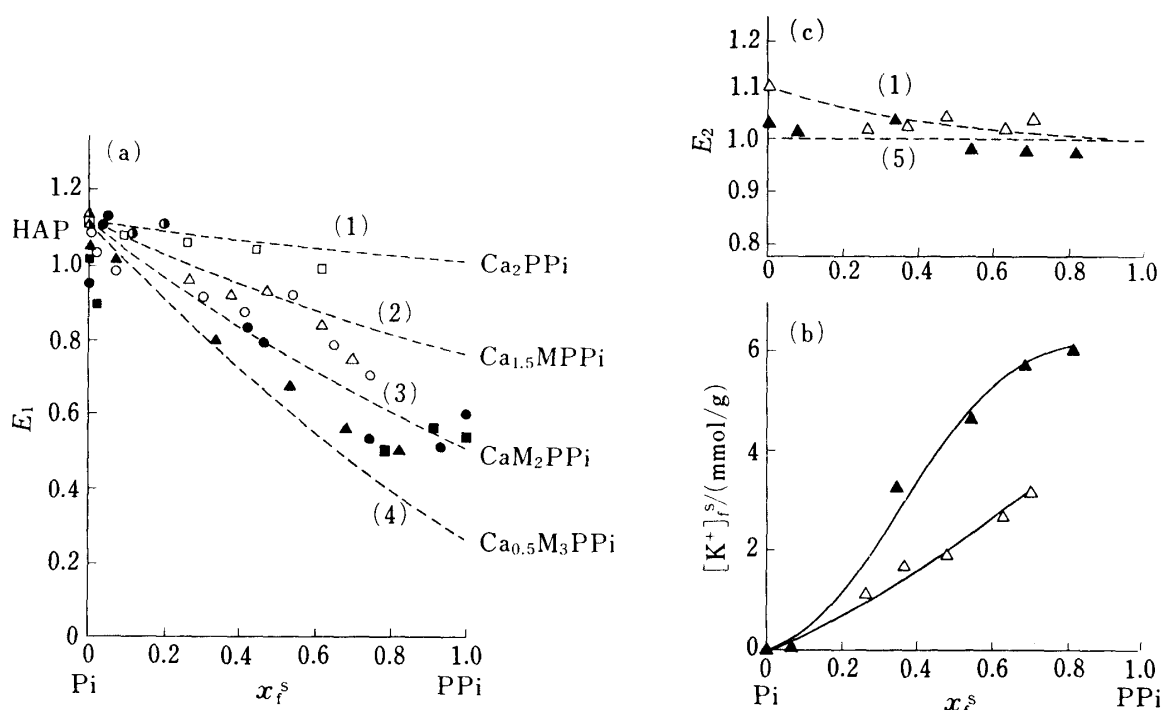 (a)
1.2
HAP
1.0
0.8
0.6
0.4
0.2
0
E₁
(1)
(2)
(3)
(4)
Ca₂PPi
Ca₁.₅MPPi
CaM₂PPi
Ca₀.₅M₃PPi
0 0.2 0.4 0.6 0.8 1.0
Pi x_f^s PPi
(c)
1.2
1.1
1.0
0.9
0.8
E₂
(1)
(5)
0 0.2 0.4 0.6 0.8 1.0
(b)
6
4
2
0
[K⁺]_f^s/(mmol/g)
0 0.2 0.4 0.6 0.8 1.0
Pi x_f^s PPi